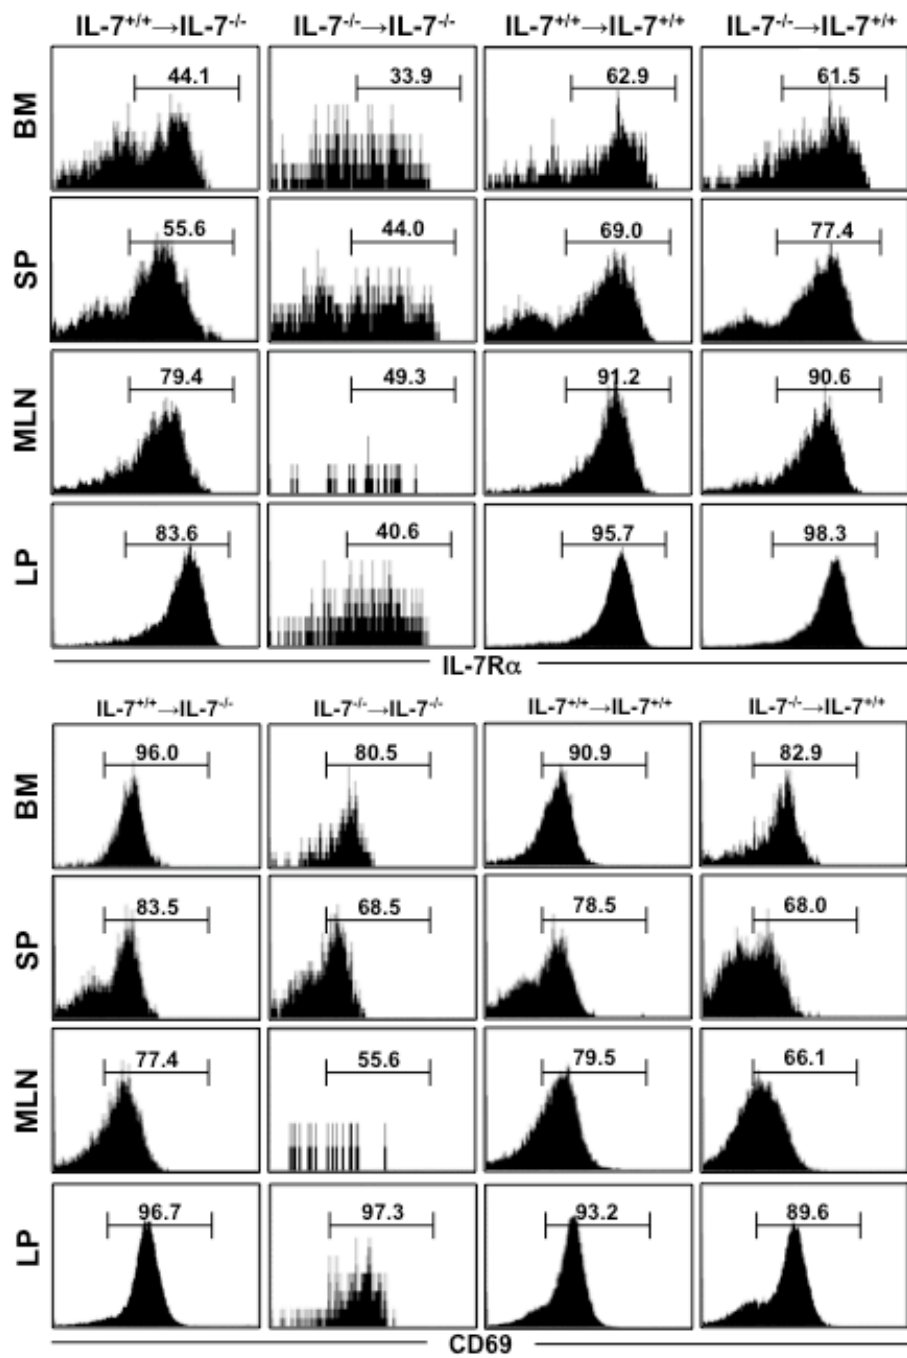 IL-7+/+→IL-7-/- IL-7-/-→IL-7-/- IL-7+/+→IL-7+/+ IL-7-/-→IL-7+/+
BM 44.1 33.9 62.9 61.5
SP 55.6 44.0 69.0 77.4
MLN 79.4 49.3 91.2 90.6
LP 83.6 40.6 95.7 98.3
IL-7Rα
IL-7+/+→IL-7-/- IL-7-/-→IL-7-/- IL-7+/+→IL-7+/+ IL-7-/-→IL-7+/+
BM 96.0 80.5 90.9 82.9
SP 83.5 68.5 78.5 68.0
MLN 77.4 55.6 79.5 66.1
LP 96.7 97.3 93.2 89.6
CD69